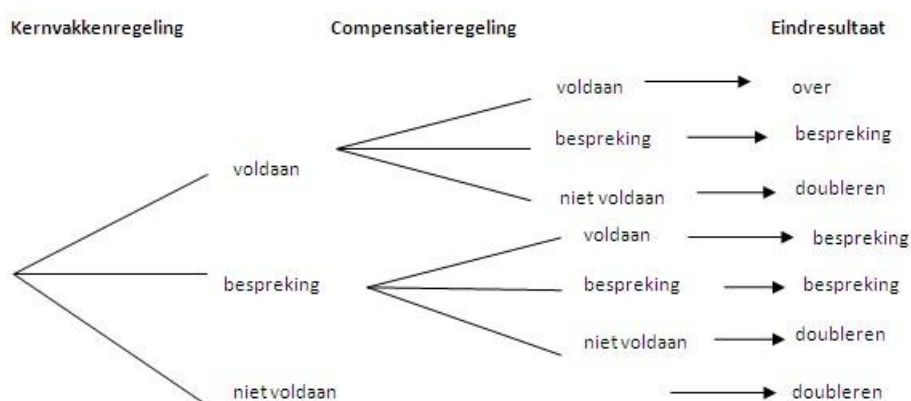 Kernvakkenregeling Compensatieregeling Eindresultaat
voldaan over
bespreking bespreking
voldaan
niet voldaan doubleren
voldaan bespreking
bespreking bespreking bespreking
niet voldaan doubleren
niet voldaan doubleren